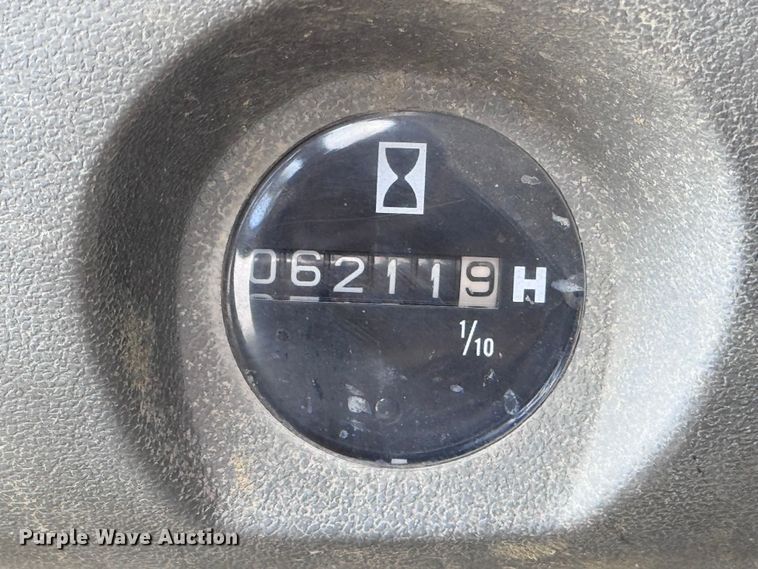 062119 H
1/10
Purple Wave Auction